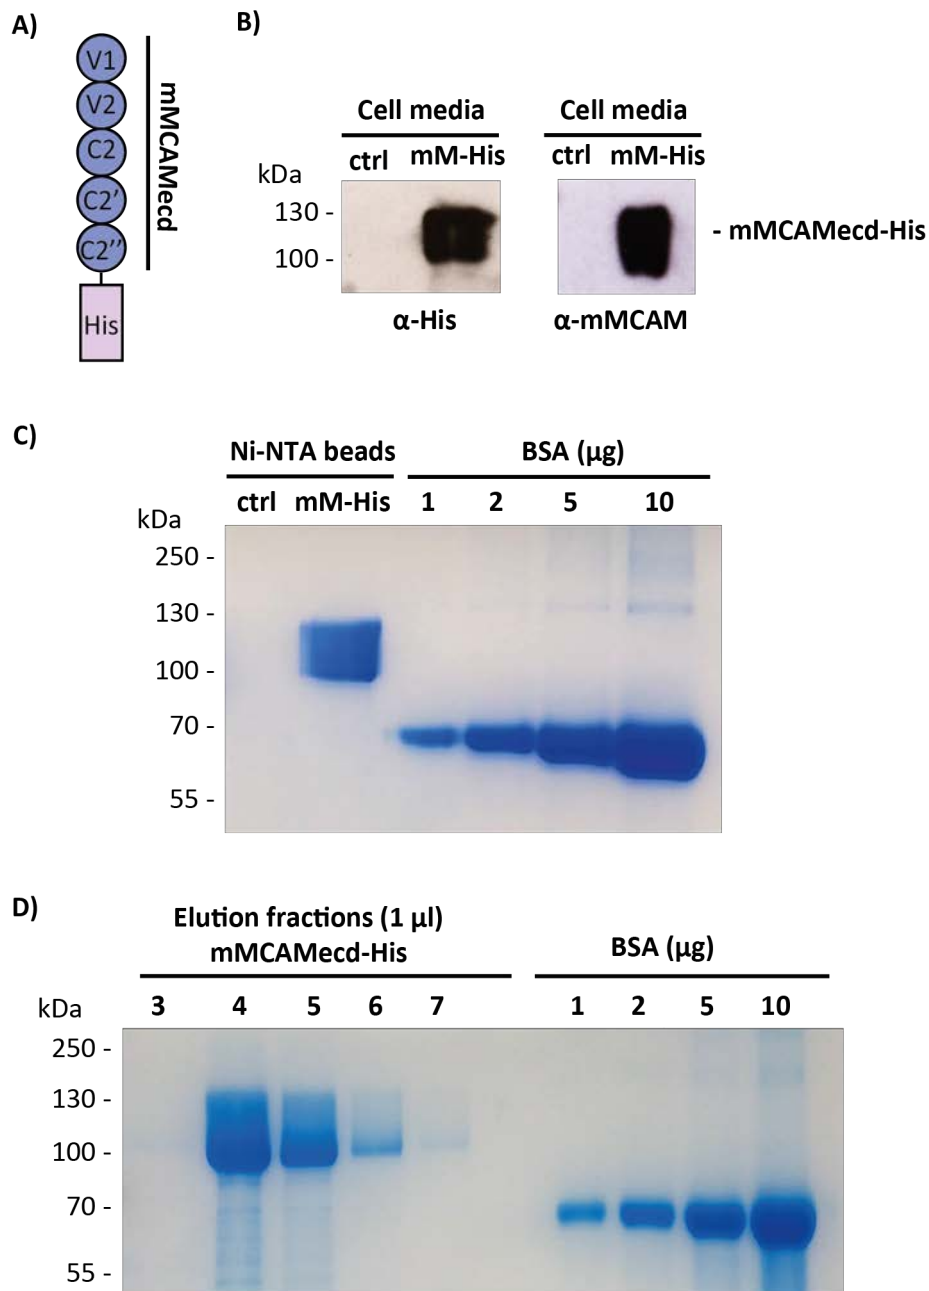 A)
V1
V2
C2
C2'
C2''
His
mMCAMecd
B)
Cell media
ctrl mM-His
kDa
130 -
100 -
α-His
Cell media
ctrl mM-His
- mMCAMecd-His
α-mMCAM
C)
Ni-NTA beads BSA (µg)
ctrl mM-His 1 2 5 10
kDa
250 -
130 -
100 -
70 -
55 -
D)
Elution fractions (1 µl)
mMCAMecd-His
BSA (µg)
kDa 3 4 5 6 7 1 2 5 10
250 -
130 -
100 -
70 -
55 -